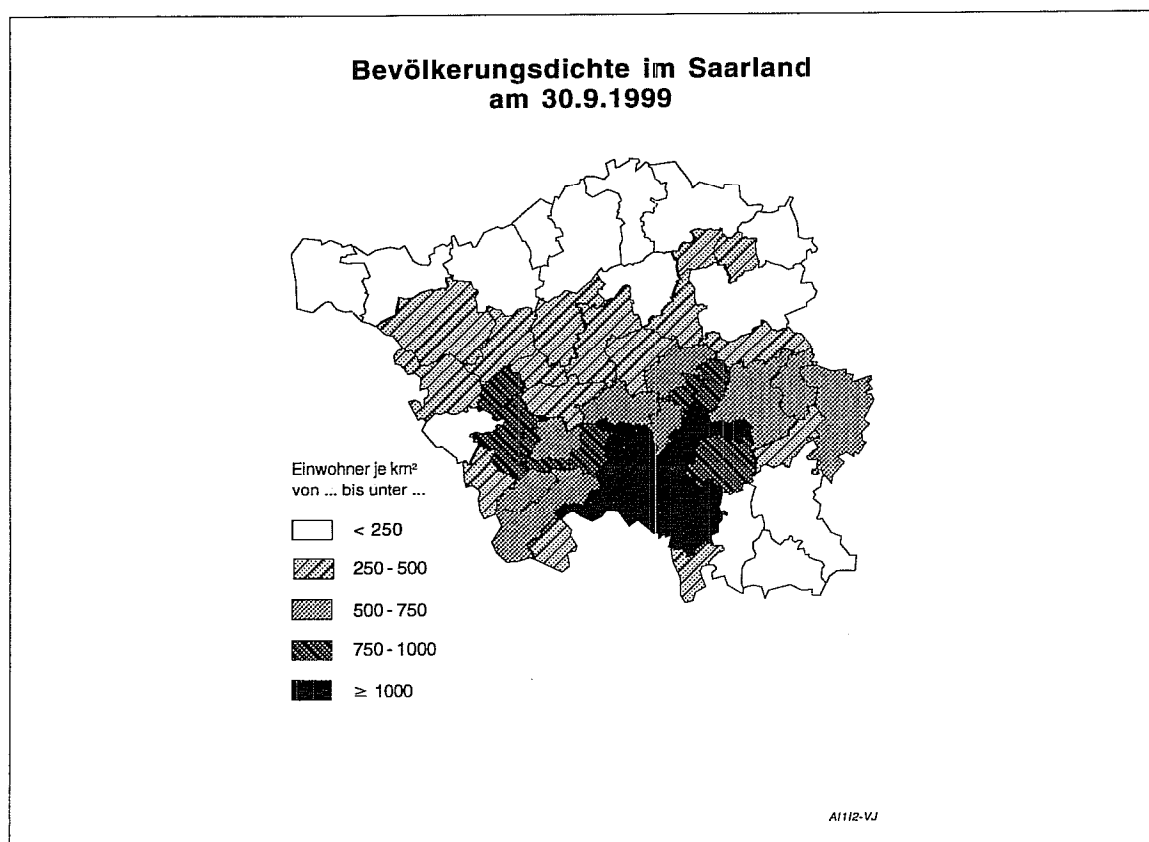 Bevölkerungsdichte im Saarland
am 30.9.1999
Einwohner je km²
von ... bis unter ...
< 250
250 - 500
500 - 750
750 - 1000
≥ 1000
AI1I2-VJ